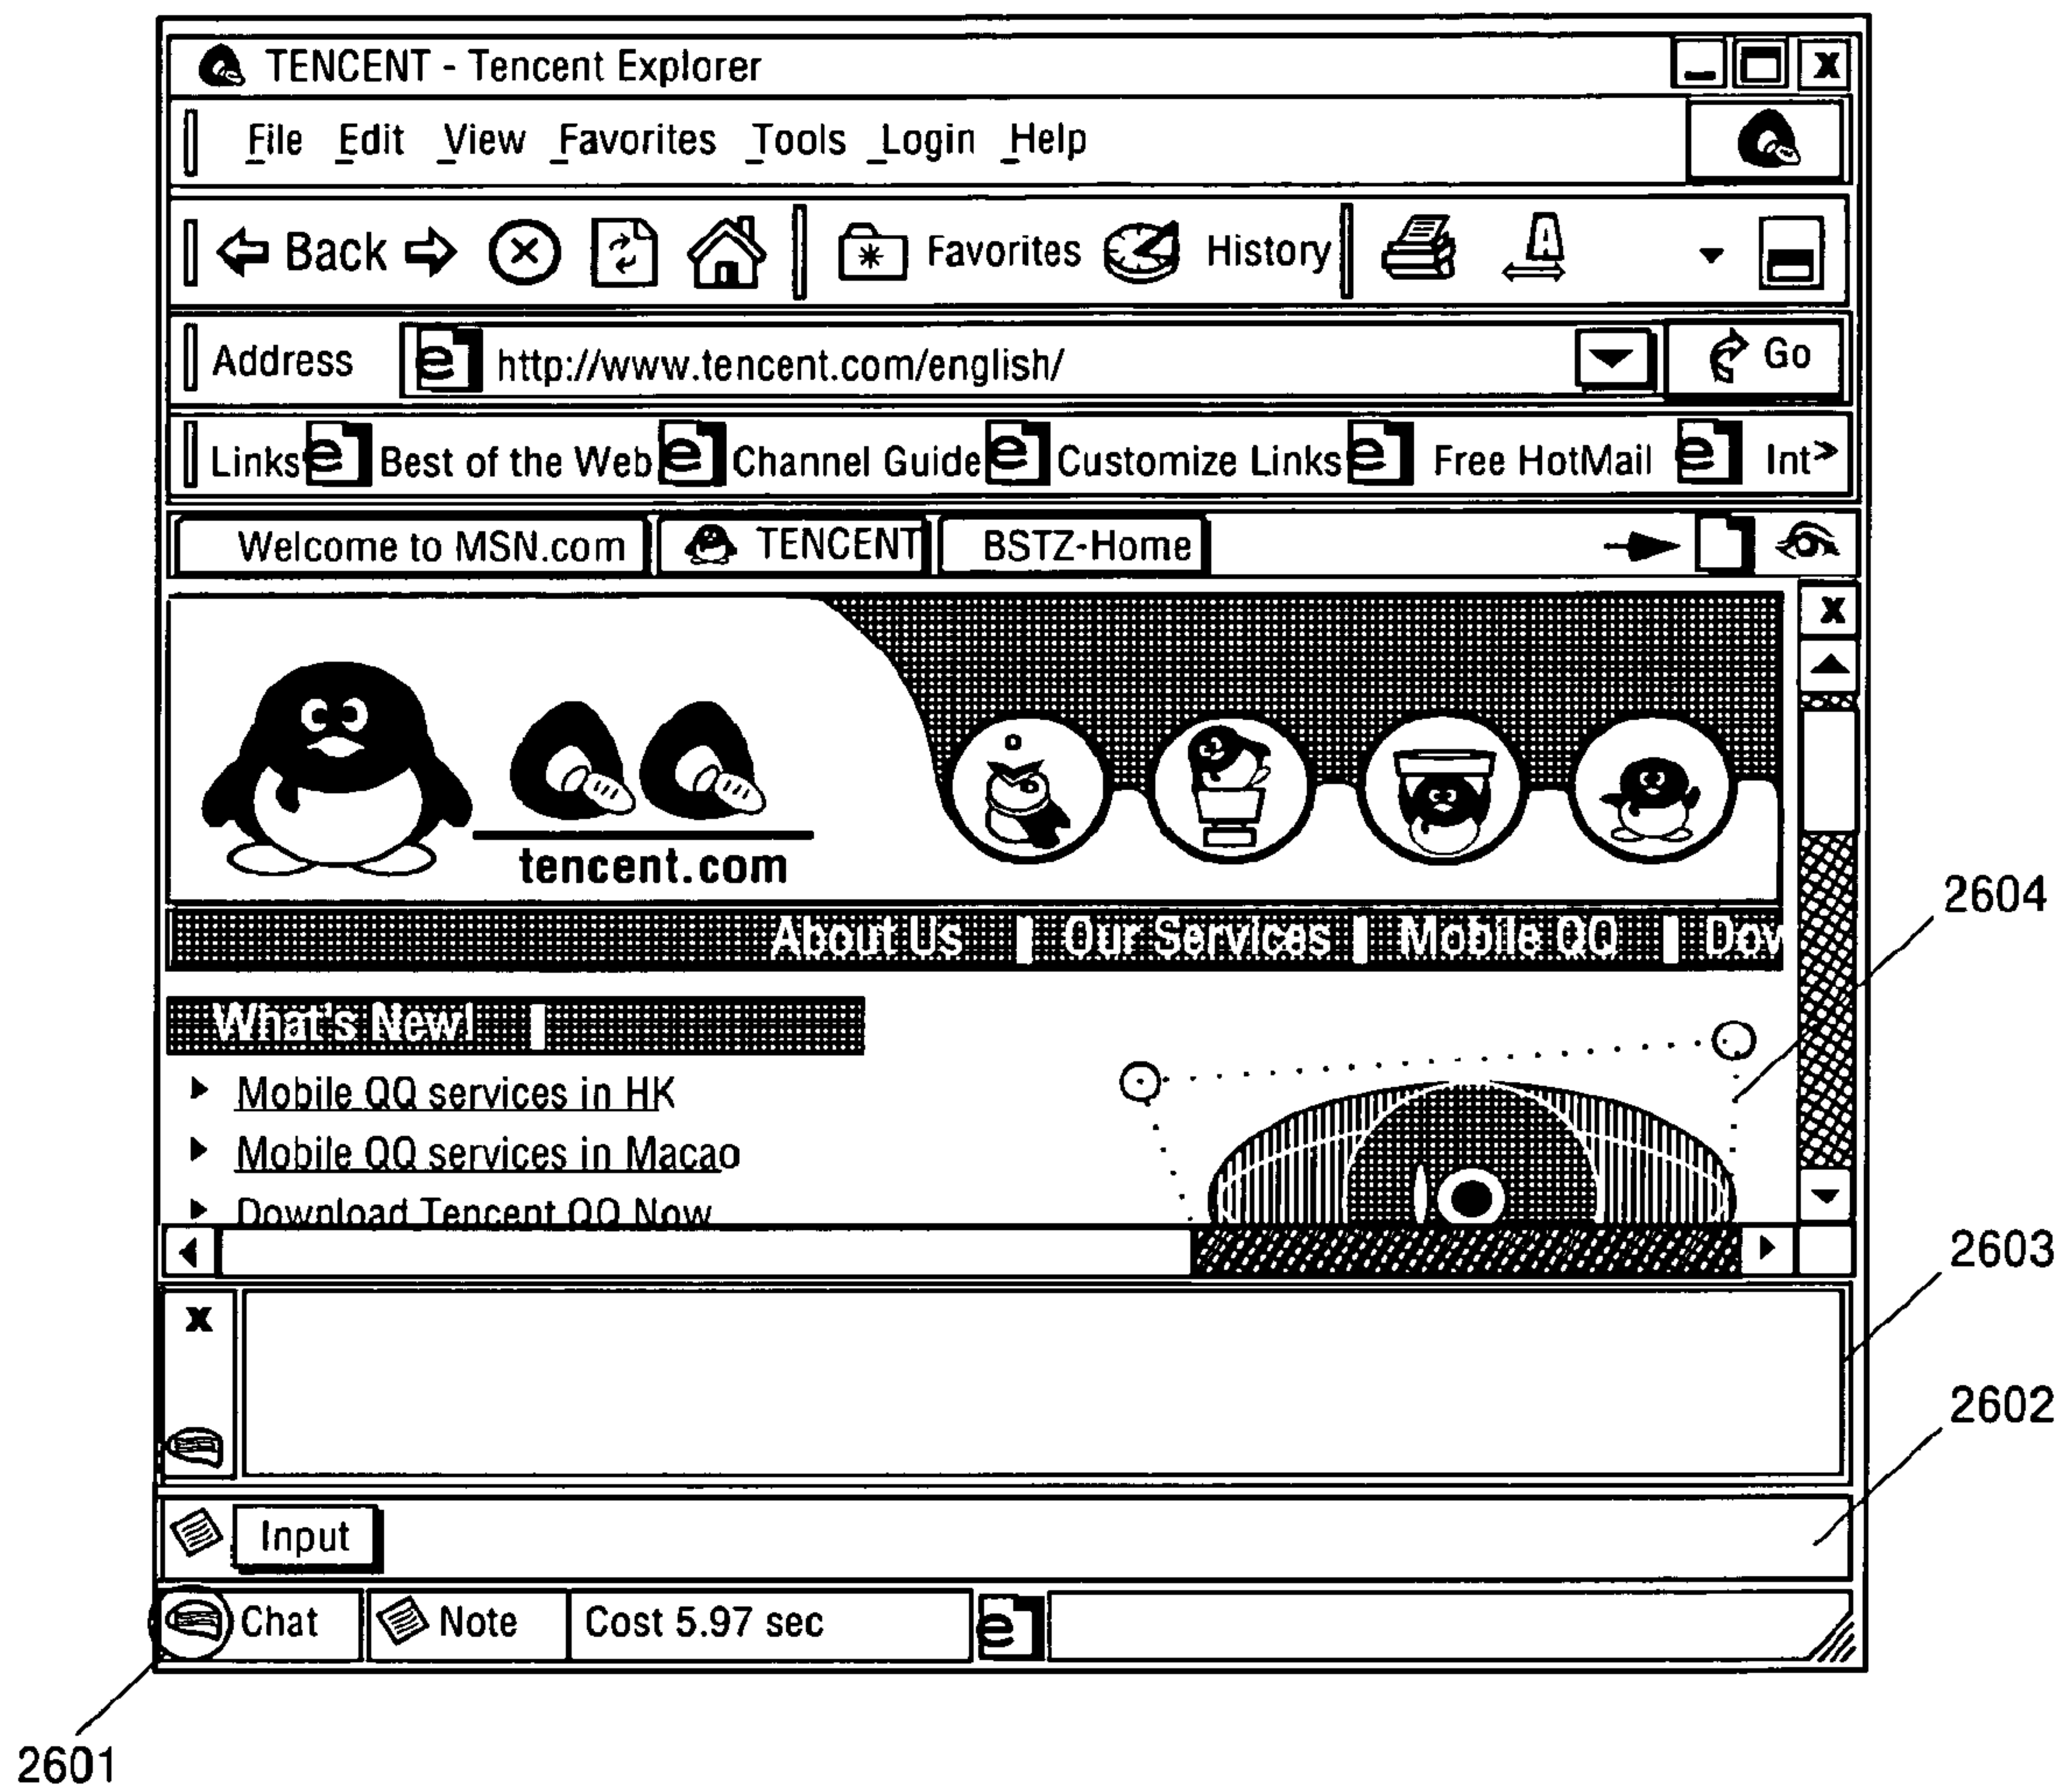 TENCENT - Tencent Explorer
File Edit View Favorites Tools Login Help
Back Favorites History
Address http://www.tencent.com/english/ Go
Links Best of the Web Channel Guide Customize Links Free HotMail Int>>
Welcome to MSN.com TENCENT BSTZ-Home
tencent.com
2604
About Us Our Services Mobile QQ Dow
What's New!
Mobile QQ services in HK
Mobile QQ services in Macao
Download Tencent QQ Now
2603
2602
Input
Chat Note Cost 5.97 sec
2601